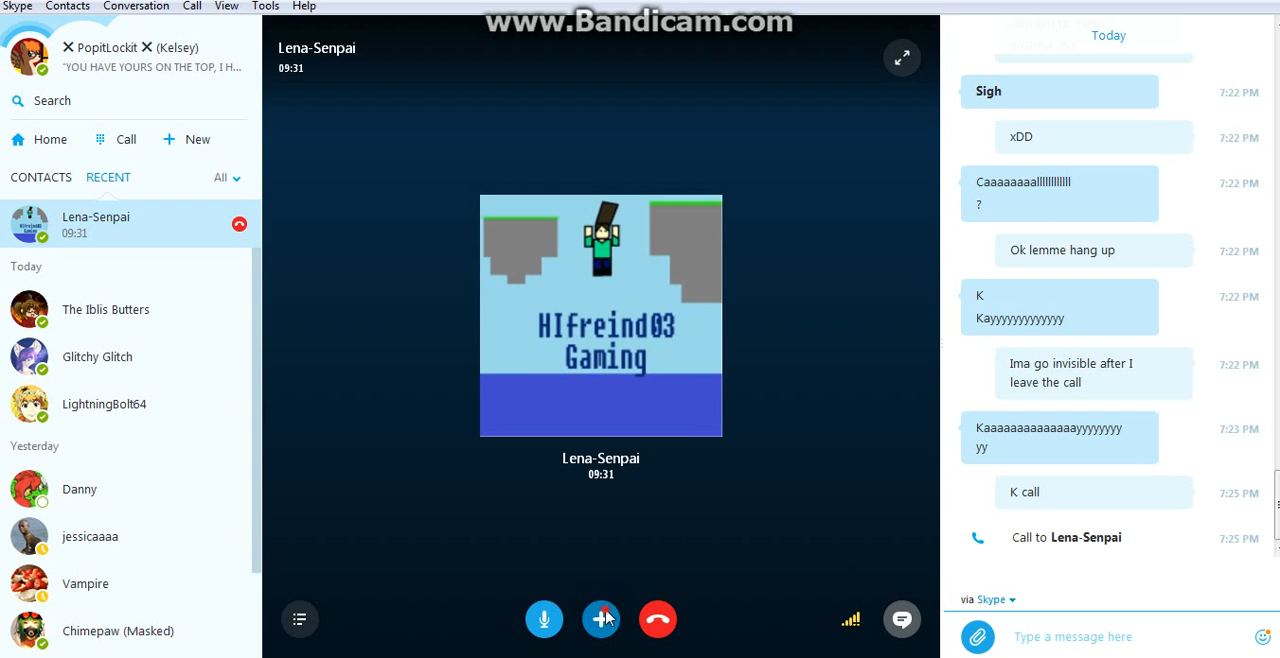 www.Bandicam.com
Skype Contacts Conversation Call View Tools Help
X PopitLockit X (Kelsey)
"YOU HAVE YOURS ON THE TOP, I H...
Search
Home Call New
CONTACTS RECENT All
Lena-Senpai
09:31
Today
The Iblis Butters
Glitchy Glitch
LightningBolt64
Yesterday
Danny
jessicaaaa
Vampire
Chimepaw (Masked)
Lena-Senpai
09:31
HIfreind03
Gaming
Lena-Senpai
09:31
Today
Sigh 7:22 PM
xDD 7:22 PM
Caaaaaaaallllllllllll 7:22 PM
?
Ok lemme hang up 7:22 PM
K 7:22 PM
Kayyyyyyyyyyyy
Ima go invisible after I 7:22 PM
leave the call
Kaaaaaaaaaaaaaayyyyyyyy 7:23 PM
yy
K call 7:25 PM
Call to Lena-Senpai 7:25 PM
via Skype
Type a message here